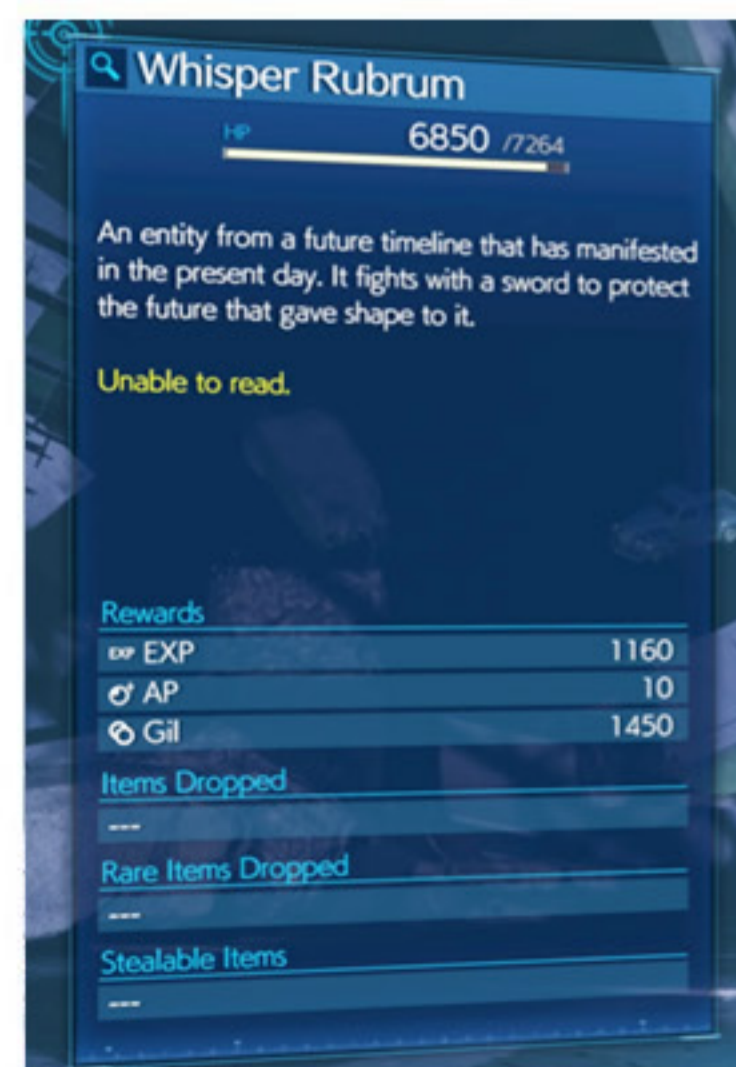 Whisper Rubrum
HP 6850 /7264
An entity from a future timeline that has manifested
in the present day. It fights with a sword to protect
the future that gave shape to it.
Unable to read.
Rewards
EXP EXP 1160
AP 10
Gil 1450
Items Dropped
---
Rare Items Dropped
---
Stealable Items
---